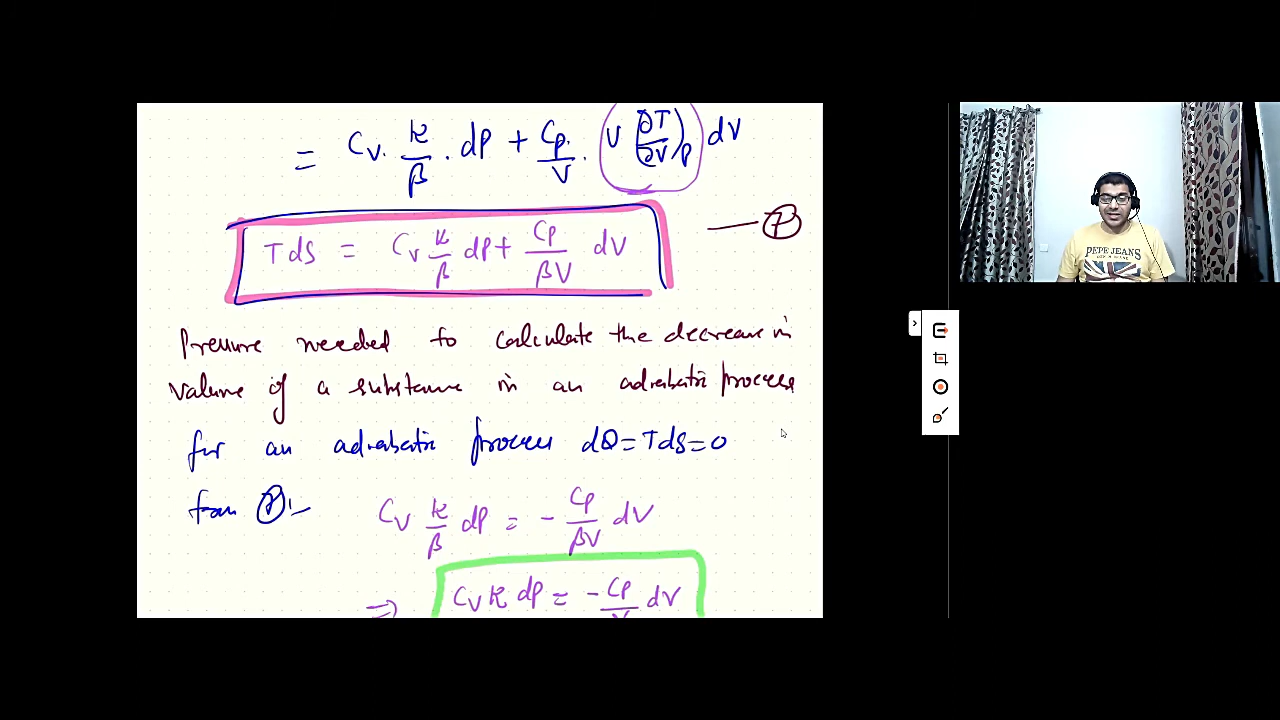 = Cv. k/β . dp + Cp./V . V (∂T/∂V)p dV
TdS = Cv k/β dp + Cp/βV dV — (P)
Pressure needed to calculate the decrease in
volume of a substance in an adiabatic process
for an adiabatic process dQ = TdS = 0
from (P):- Cv k/β dp = - Cp/βV dV
⇒ Cv k dp = - Cp/V dV
PEPE JEANS